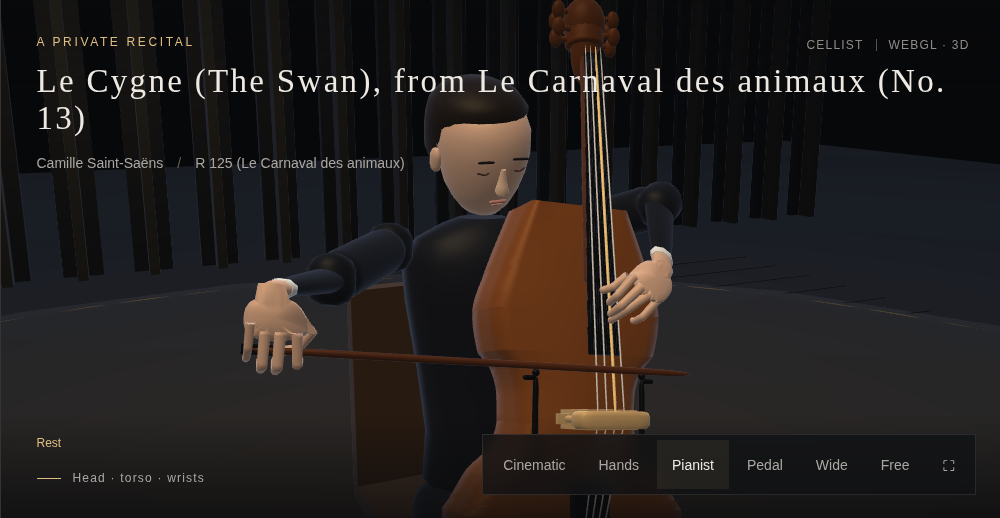 A PRIVATE RECITAL
CELLIST | WEBGL · 3D
Le Cygne (The Swan), from Le Carnaval des animaux (No.
13)
Camille Saint-Saëns / R 125 (Le Carnaval des animaux)
Rest
Head · torso · wrists
Cinematic Hands Pianist Pedal Wide Free